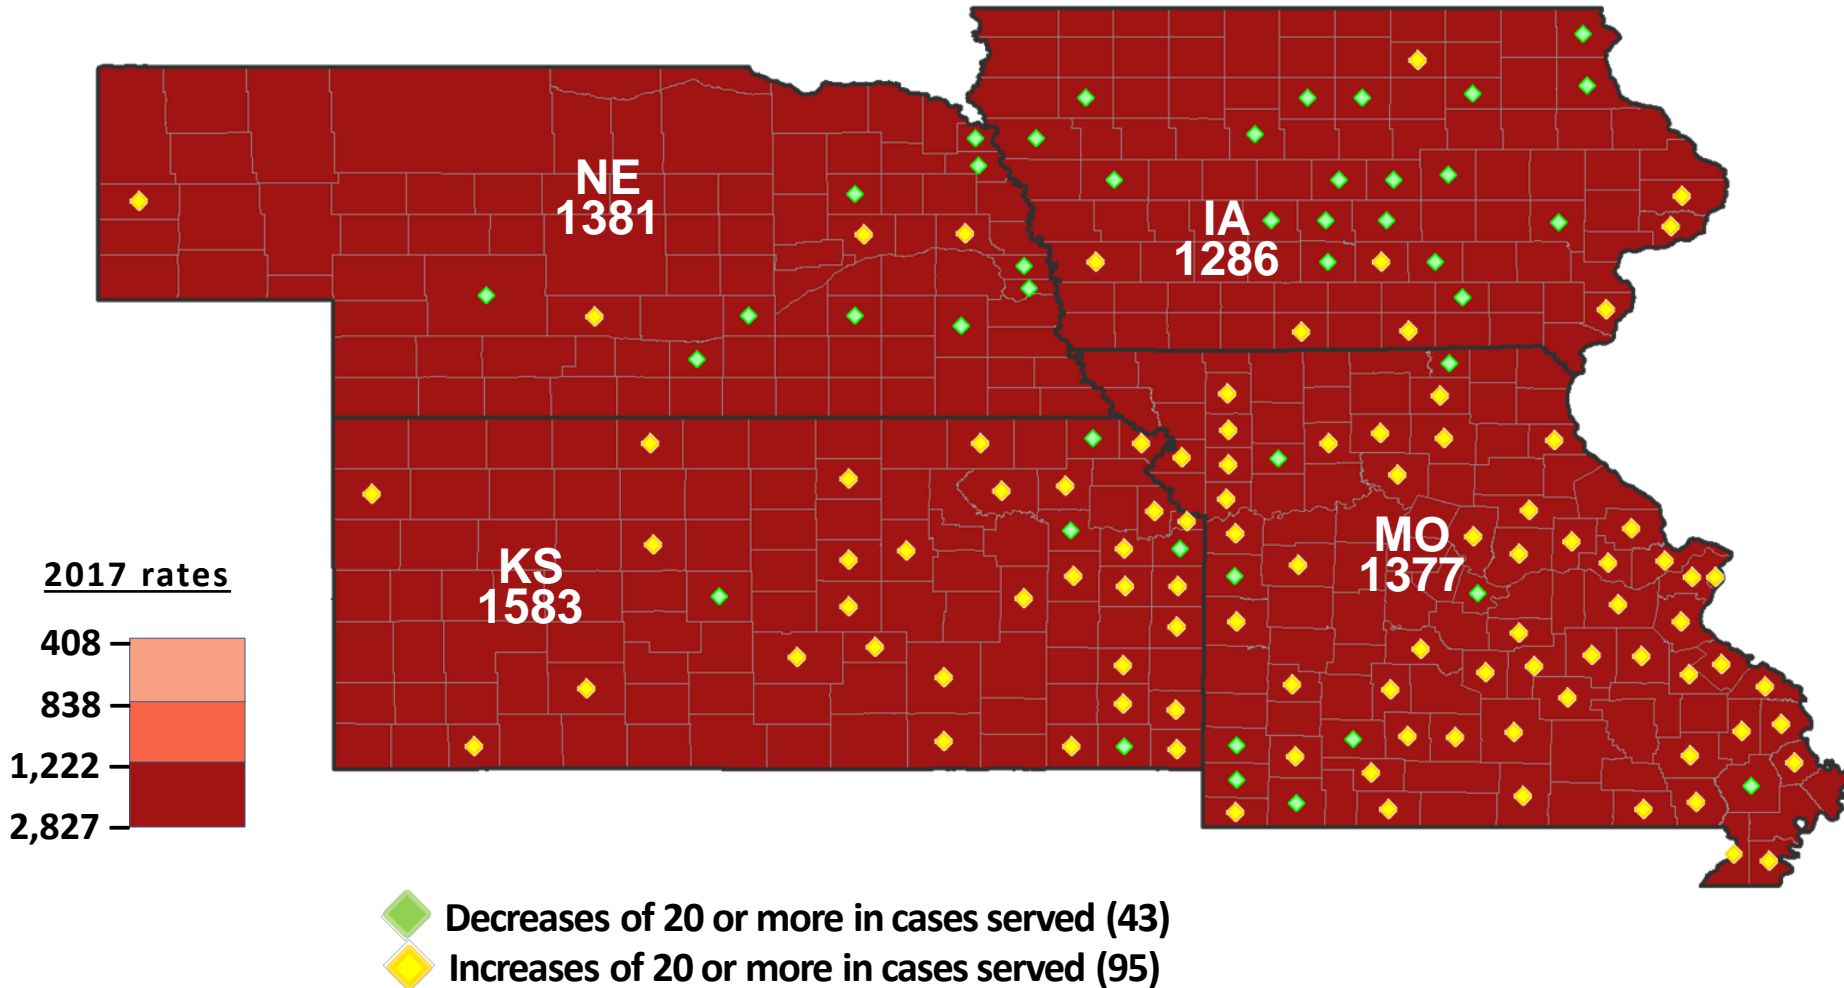 NE
1381
IA
1286
KS
1583
MO
1377
2017 rates
408
838
1,222
2,827
Decreases of 20 or more in cases served (43)
Increases of 20 or more in cases served (95)